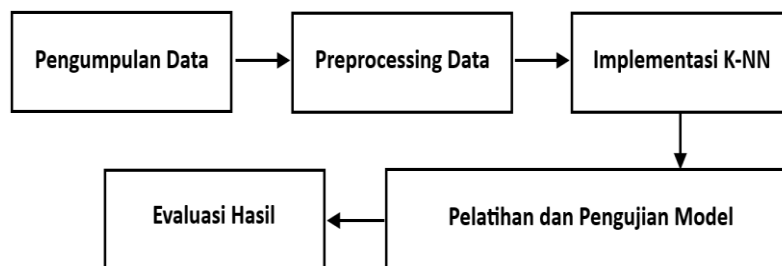 Pengumpulan Data
Preprocessing Data
Implementasi K-NN
Pelatihan dan Pengujian Model
Evaluasi Hasil